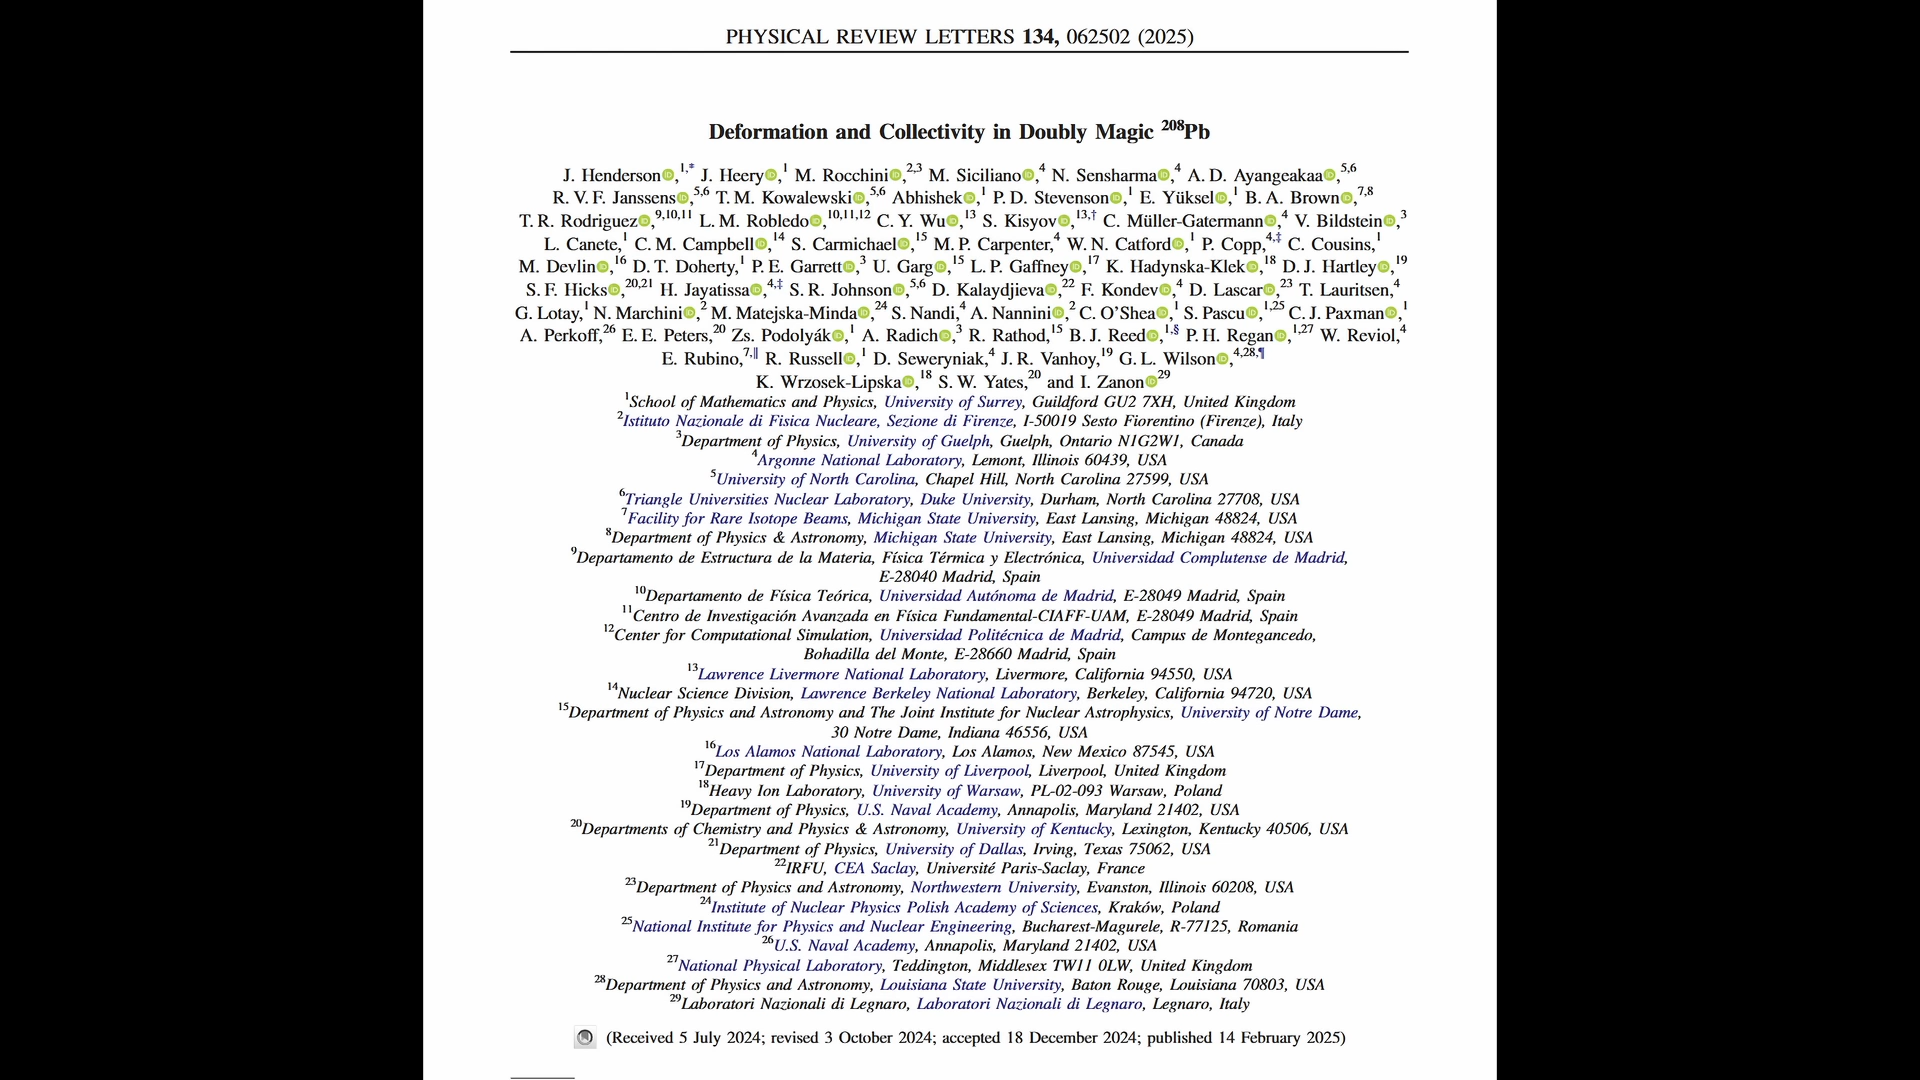 PHYSICAL REVIEW LETTERS 134, 062502 (2025)
Deformation and Collectivity in Doubly Magic ²⁰⁸Pb
J. Henderson,¹,* J. Heery,¹ M. Rocchini,²,³ M. Siciliano,⁴ N. Sensharma,⁴ A. D. Ayangeakaa,⁵,⁶
R. V. F. Janssens,⁵,⁶ T. M. Kowalewski,⁵,⁶ Abhishek,¹ P. D. Stevenson,¹ E. Yüksel,¹ B. A. Brown,⁷,⁸
T. R. Rodriguez,⁹,¹⁰,¹¹ L. M. Robledo,¹⁰,¹¹,¹² C. Y. Wu,¹³ S. Kisyov,¹³,† C. Müller-Gatermann,⁴ V. Bildstein,³
L. Canete,¹ C. M. Campbell,¹⁴ S. Carmichael,¹⁵ M. P. Carpenter,⁴ W. N. Catford,¹ P. Copp,⁴,‡ C. Cousins,¹
M. Devlin,¹⁶ D. T. Doherty,¹ P. E. Garrett,³ U. Garg,¹⁵ L. P. Gaffney,¹⁷ K. Hadynska-Klek,¹⁸ D. J. Hartley,¹⁹
S. F. Hicks,²⁰,²¹ H. Jayatissa,⁴,‡ S. R. Johnson,⁵,⁶ D. Kalaydjieva,²² F. Kondev,⁴ D. Lascar,²³ T. Lauritsen,⁴
G. Lotay,¹ N. Marchini,² M. Matejska-Minda,²⁴ S. Nandi,⁴ A. Nannini,² C. O'Shea,¹ S. Pascu,¹,²⁵ C. J. Paxman,¹
A. Perkoff,²⁶ E. E. Peters,²⁰ Zs. Podolyák,¹ A. Radich,³ R. Rathod,¹⁵ B. J. Reed,¹,§ P. H. Regan,¹,²⁷ W. Reviol,⁴
E. Rubino,⁷,∥ R. Russell,¹ D. Seweryniak,⁴ J. R. Vanhoy,¹⁹ G. L. Wilson,⁴,²⁸,¶
K. Wrzosek-Lipska,¹⁸ S. W. Yates,²⁰ and I. Zanon²⁹
¹School of Mathematics and Physics, University of Surrey, Guildford GU2 7XH, United Kingdom
²Istituto Nazionale di Fisica Nucleare, Sezione di Firenze, I-50019 Sesto Fiorentino (Firenze), Italy
³Department of Physics, University of Guelph, Guelph, Ontario N1G2W1, Canada
⁴Argonne National Laboratory, Lemont, Illinois 60439, USA
⁵University of North Carolina, Chapel Hill, North Carolina 27599, USA
⁶Triangle Universities Nuclear Laboratory, Duke University, Durham, North Carolina 27708, USA
⁷Facility for Rare Isotope Beams, Michigan State University, East Lansing, Michigan 48824, USA
⁸Department of Physics & Astronomy, Michigan State University, East Lansing, Michigan 48824, USA
⁹Departamento de Estructura de la Materia, Física Térmica y Electrónica, Universidad Complutense de Madrid,
E-28040 Madrid, Spain
¹⁰Departamento de Física Teórica, Universidad Autónoma de Madrid, E-28049 Madrid, Spain
¹¹Centro de Investigación Avanzada en Física Fundamental-CIAFF-UAM, E-28049 Madrid, Spain
¹²Center for Computational Simulation, Universidad Politécnica de Madrid, Campus de Montegancedo,
Bohadilla del Monte, E-28660 Madrid, Spain
¹³Lawrence Livermore National Laboratory, Livermore, California 94550, USA
¹⁴Nuclear Science Division, Lawrence Berkeley National Laboratory, Berkeley, California 94720, USA
¹⁵Department of Physics and Astronomy and The Joint Institute for Nuclear Astrophysics, University of Notre Dame,
30 Notre Dame, Indiana 46556, USA
¹⁶Los Alamos National Laboratory, Los Alamos, New Mexico 87545, USA
¹⁷Department of Physics, University of Liverpool, Liverpool, United Kingdom
¹⁸Heavy Ion Laboratory, University of Warsaw, PL-02-093 Warsaw, Poland
¹⁹Department of Physics, U.S. Naval Academy, Annapolis, Maryland 21402, USA
²⁰Departments of Chemistry and Physics & Astronomy, University of Kentucky, Lexington, Kentucky 40506, USA
²¹Department of Physics, University of Dallas, Irving, Texas 75062, USA
²²IRFU, CEA Saclay, Université Paris-Saclay, France
²³Department of Physics and Astronomy, Northwestern University, Evanston, Illinois 60208, USA
²⁴Institute of Nuclear Physics Polish Academy of Sciences, Kraków, Poland
²⁵National Institute for Physics and Nuclear Engineering, Bucharest-Magurele, R-77125, Romania
²⁶U.S. Naval Academy, Annapolis, Maryland 21402, USA
²⁷National Physical Laboratory, Teddington, Middlesex TW11 0LW, United Kingdom
²⁸Department of Physics and Astronomy, Louisiana State University, Baton Rouge, Louisiana 70803, USA
²⁹Laboratori Nazionali di Legnaro, Laboratori Nazionali di Legnaro, Legnaro, Italy
(Received 5 July 2024; revised 3 October 2024; accepted 18 December 2024; published 14 February 2025)